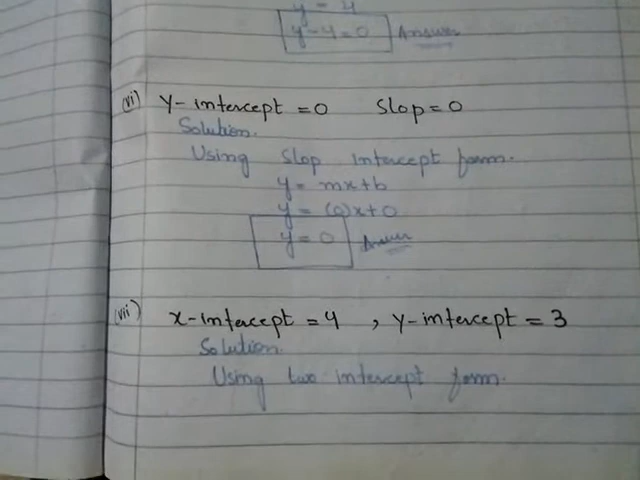 y = 4
y-4=0 Answer
(vi) y-intercept =0 Slop=0
Solution.
Using Slop intercept form.
y= mx+b
y= (0)x+0
y= 0 Answer
(vii) x-intercept =4 , y-intercept = 3
Solution.
Using two intercept form.